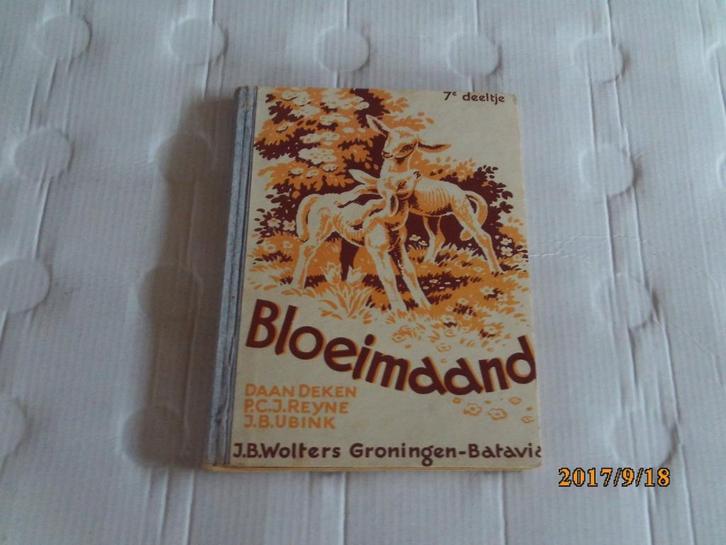 7e deeltje
Bloeimaand
DAAN DEKEN
P.C.J. REYNE
J.B. UBINK
J.B. Wolters Groningen-Batavia
2017/9/18